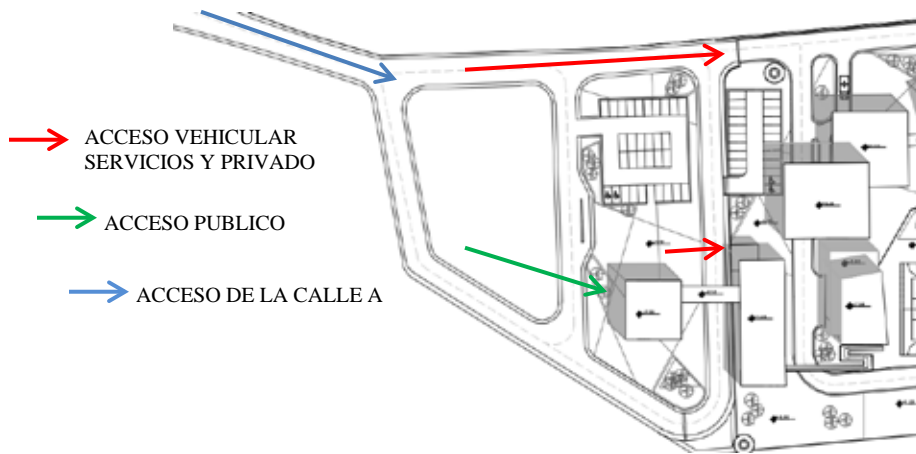 ACCESO VEHICULAR
SERVICIOS Y PRIVADO
ACCESO PUBLICO
ACCESO DE LA CALLE A